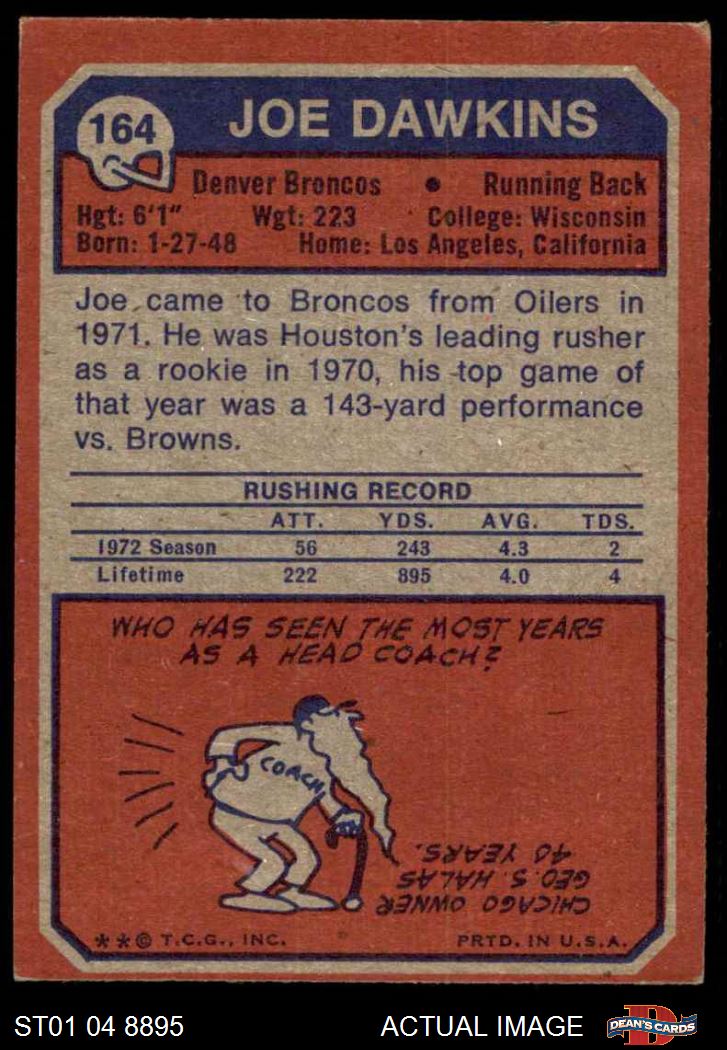 164
JOE DAWKINS
Denver Broncos • Running Back
Hgt: 6'1" Wgt: 223 College: Wisconsin
Born: 1-27-48 Home: Los Angeles, California
Joe came to Broncos from Oilers in
1971. He was Houston's leading rusher
as a rookie in 1970, his top game of
that year was a 143-yard performance
vs. Browns.
RUSHING RECORD
ATT. YDS. AVG. TDS.
1972 Season 56 243 4.3 2
Lifetime 222 895 4.0 4
WHO HAS SEEN THE MOST YEARS
AS A HEAD COACH?
COACH
CHICAGO OWNER
GEO. S. HALAS
40 YEARS.
**© T.C.G., INC. PRTD. IN U.S.A.
ST01 04 8895 ACTUAL IMAGE
D
DEAN'S CARDS